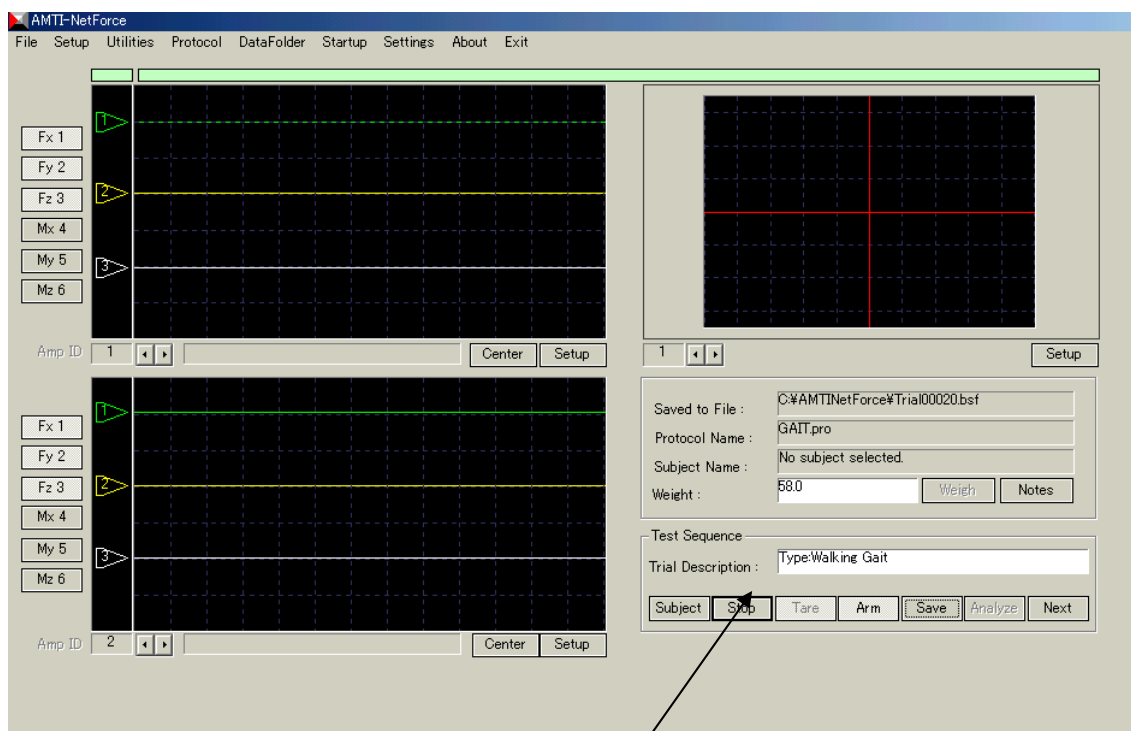 AMTI-NetForce
File Setup Utilities Protocol DataFolder Startup Settings About Exit
Fx 1
Fy 2
Fz 3
Mx 4
My 5
Mz 6
1
2
3
Amp ID 1 Center Setup
1 Setup
Fx 1
Fy 2
Fz 3
Mx 4
My 5
Mz 6
1
2
3
Amp ID 2 Center Setup
Saved to File : C:¥AMTINetForce¥Trial00020.bsf
Protocol Name : GAIT.pro
Subject Name : No subject selected.
Weight : 58.0 Weigh Notes
Test Sequence
Trial Description : Type:Walking Gait
Subject Stop Tare Arm Save Analyze Next